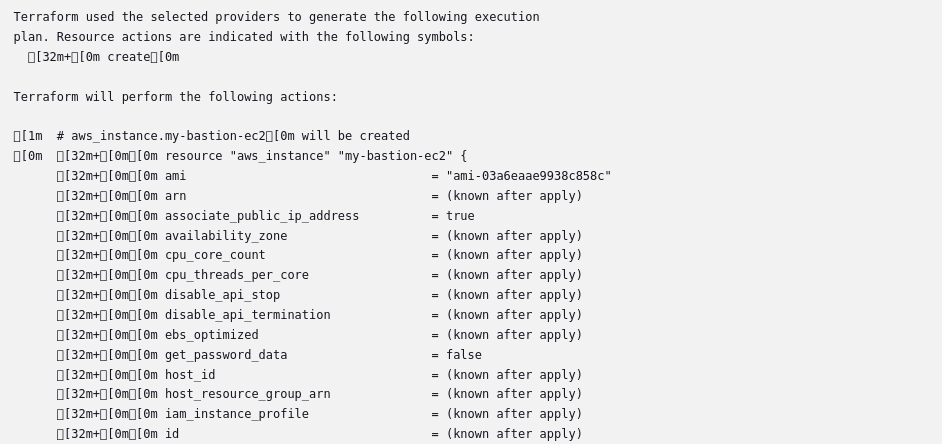 Terraform used the selected providers to generate the following execution
plan. Resource actions are indicated with the following symbols:
  □[32m+□[0m create□[0m
Terraform will perform the following actions:
□[1m  # aws_instance.my-bastion-ec2□[0m will be created
□[0m  □[32m+□[0m□[0m resource "aws_instance" "my-bastion-ec2" {
      □[32m+□[0m□[0m ami                                  = "ami-03a6eaae9938c858c"
      □[32m+□[0m□[0m arn                                  = (known after apply)
      □[32m+□[0m□[0m associate_public_ip_address          = true
      □[32m+□[0m□[0m availability_zone                    = (known after apply)
      □[32m+□[0m□[0m cpu_core_count                       = (known after apply)
      □[32m+□[0m□[0m cpu_threads_per_core                 = (known after apply)
      □[32m+□[0m□[0m disable_api_stop                     = (known after apply)
      □[32m+□[0m□[0m disable_api_termination              = (known after apply)
      □[32m+□[0m□[0m ebs_optimized                        = (known after apply)
      □[32m+□[0m□[0m get_password_data                    = false
      □[32m+□[0m□[0m host_id                              = (known after apply)
      □[32m+□[0m□[0m host_resource_group_arn              = (known after apply)
      □[32m+□[0m□[0m iam_instance_profile                 = (known after apply)
      □[32m+□[0m□[0m id                                   = (known after apply)